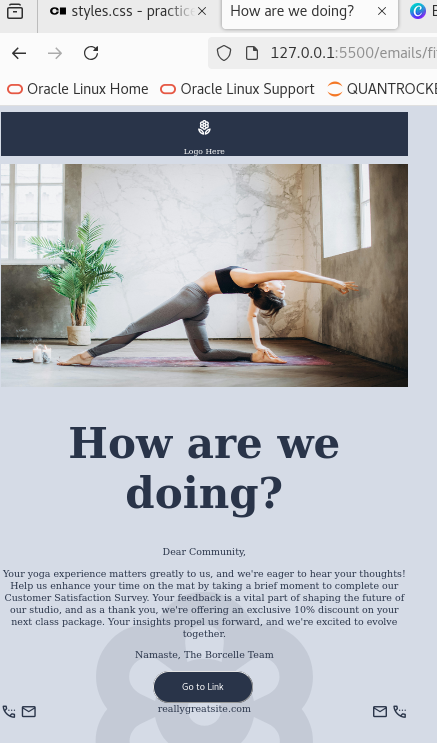 styles.css - practice
How are we doing?
E
127.0.0.1:5500/emails/fi
Oracle Linux Home
Oracle Linux Support
QUANTROCKE
Logo Here
How are we
doing?
Dear Community,
Your yoga experience matters greatly to us, and we're eager to hear your thoughts!
Help us enhance your time on the mat by taking a brief moment to complete our
Customer Satisfaction Survey. Your feedback is a vital part of shaping the future of
our studio, and as a thank you, we're offering an exclusive 10% discount on your
next class package. Your insights propel us forward, and we're excited to evolve
together.
Namaste, The Borcelle Team
Go to Link
reallygreatsite.com